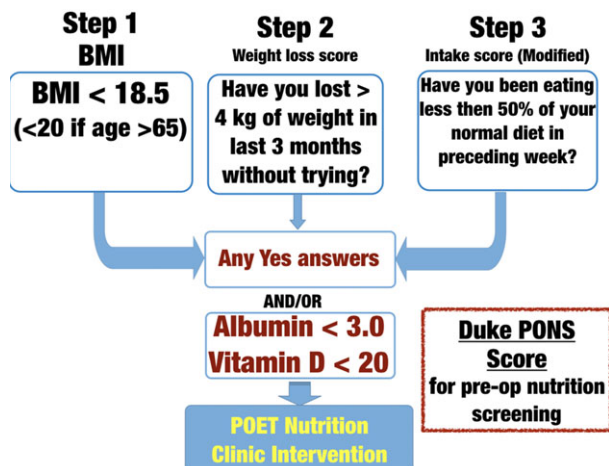 Step 1
BMI
BMI < 18.5
(<20 if age >65)
Step 2
Weight loss score
Have you lost >
4 kg of weight in
last 3 months
without trying?
Step 3
Intake score (Modified)
Have you been eating
less then 50% of your
normal diet in
preceding week?
Any Yes answers
AND/OR
Albumin < 3.0
Vitamin D < 20
POET Nutrition
Clinic Intervention
Duke PONS
Score
for pre-op nutrition
screening